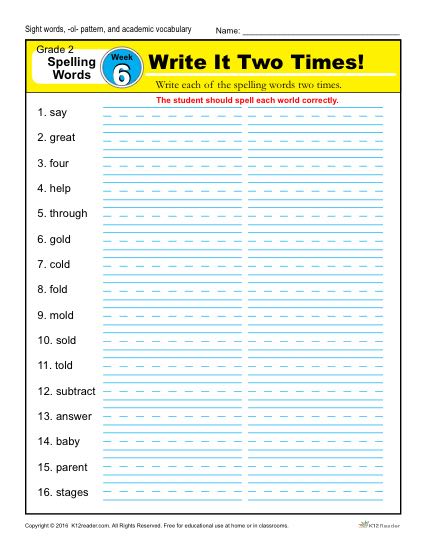 Sight words, -ol- pattern, and academic vocabulary Name:
Grade 2
Spelling
Words
Week
6
Write It Two Times!
Write each of the spelling words two times.
The student should spell each world correctly.
1. say
2. great
3. four
4. help
5. through
6. gold
7. cold
8. fold
9. mold
10. sold
11. told
12. subtract
13. answer
14. baby
15. parent
16. stages
Copyright © 2016 K12reader.com. All Rights Reserved. Free for educational use at home or in classrooms.
K12Reader